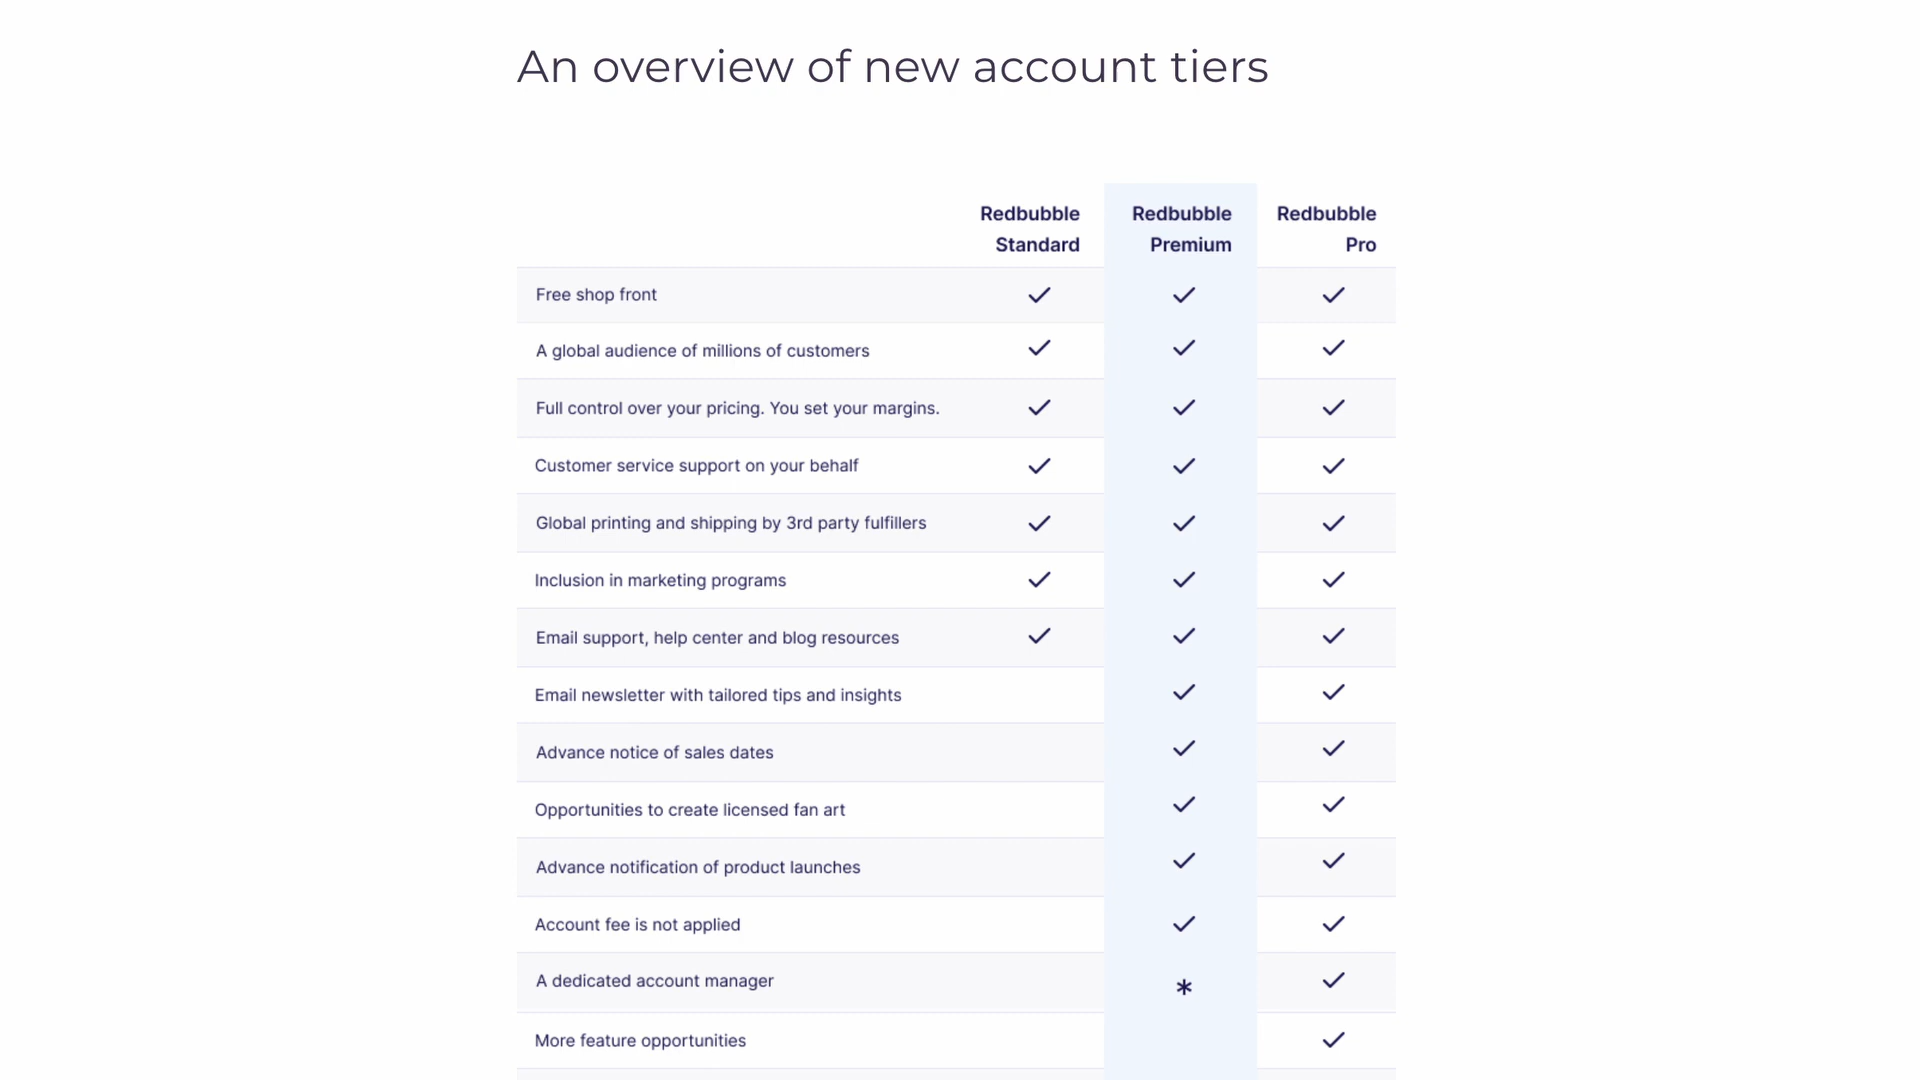 An overview of new account tiers
Redbubble Standard Redbubble Premium Redbubble Pro
Free shop front ✓ ✓ ✓
A global audience of millions of customers ✓ ✓ ✓
Full control over your pricing. You set your margins. ✓ ✓ ✓
Customer service support on your behalf ✓ ✓ ✓
Global printing and shipping by 3rd party fulfillers ✓ ✓ ✓
Inclusion in marketing programs ✓ ✓ ✓
Email support, help center and blog resources ✓ ✓ ✓
Email newsletter with tailored tips and insights ✓ ✓
Advance notice of sales dates ✓ ✓
Opportunities to create licensed fan art ✓ ✓
Advance notification of product launches ✓ ✓
Account fee is not applied ✓ ✓
A dedicated account manager * ✓
More feature opportunities ✓